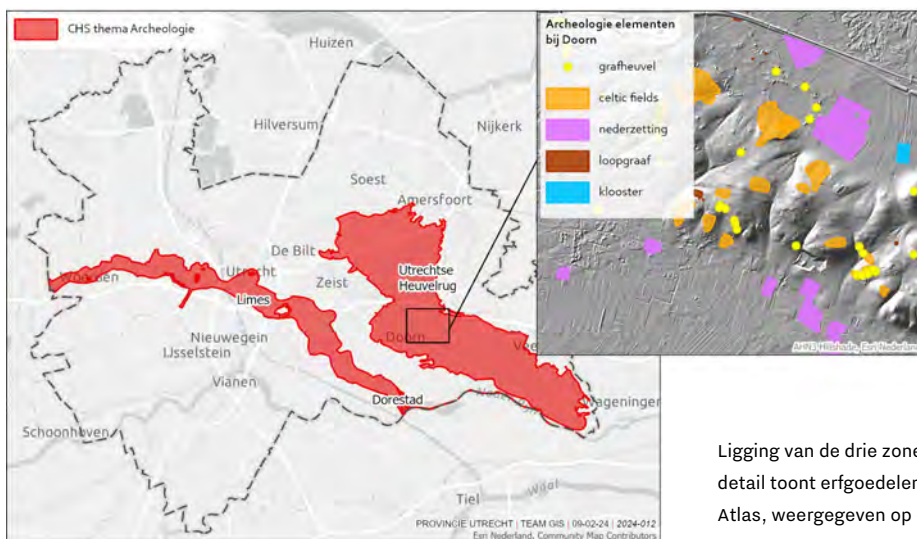 CHS thema Archeologie
Huizen
Hilversum
Nijkerk
Soest
Amersfoort
De Bilt
Utrechtse
Heuvelrug
Utrecht
Zeist
Limes
Doorn
Nieuwegein
IJsselstein
Vianen
Dorestad
Wageningen
Schoonhoven
Tiel
Waal
PROVINCIE UTRECHT | TEAM GIS | 09-02-24 | 2024-012
Esri Nederland, Community Map Contributors
Archeologie elementen
bij Doorn
grafheuvel
celtic fields
nederzetting
loopgraaf
klooster
AHN3 Hillshade, Esri Nederland
Ligging van de drie zone
detail toont erfgoedeler
Atlas, weergegeven op